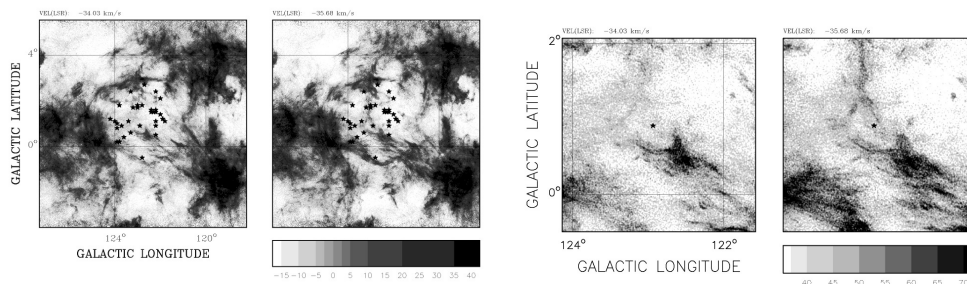 VEL(LSR): -34.03 km/s
VEL(LSR): -35.68 km/s
GALACTIC LATITUDE
4°
0°
124°
120°
GALACTIC LONGITUDE
-15 -10 -5 0 5 10 15 20 25 30 35 40
VEL(LSR): -34.03 km/s
VEL(LSR): -35.68 km/s
GALACTIC LATITUDE
2°
0°
124°
122°
GALACTIC LONGITUDE
40 45 50 55 60 65 70